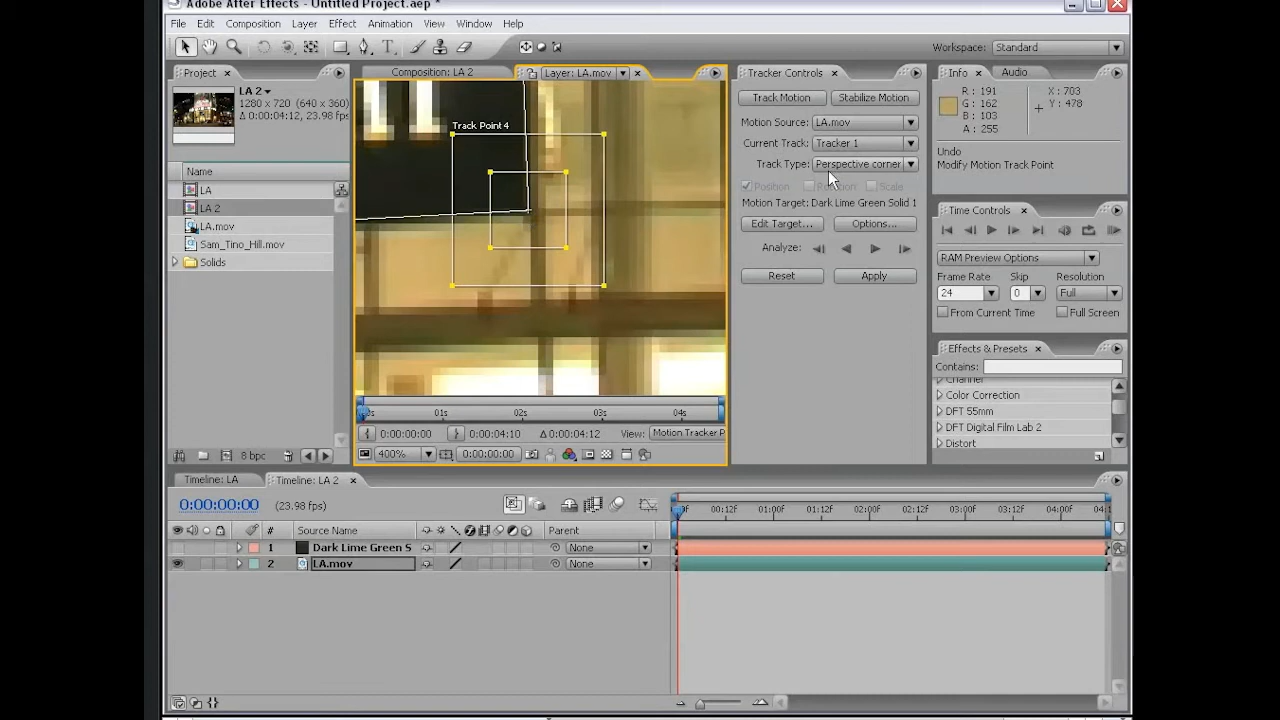 Adobe After Effects - Untitled Project.aep *
File Edit Composition Layer Effect Animation View Window Help
Workspace: Standard
Project
LA 2
1280 x 720 (640 x 360)
Δ 0:00:04:12, 23.98 fps
Name
LA
LA 2
LA.mov
Sam_Tino_Hill.mov
Solids
8 bpc
Composition: LA 2
Layer: LA.mov
Track Point 4
01s 02s 03s 04s
0:00:00:00 0:00:04:10 Δ 0:00:04:12 View: Motion Tracker P
400% 0:00:00:00
Tracker Controls
Track Motion Stabilize Motion
Motion Source: LA.mov
Current Track: Tracker 1
Track Type: Perspective corner
Position Rotation Scale
Motion Target: Dark Lime Green Solid 1
Edit Target... Options...
Analyze:
Reset Apply
Info Audio
R : 191 X : 703
G : 162 Y : 478
B : 103
A : 255
Undo
Modify Motion Track Point
Time Controls
RAM Preview Options
Frame Rate Skip Resolution
24 0 Full
From Current Time Full Screen
Effects & Presets
Contains:
Channel
Color Correction
DFT 55mm
DFT Digital Film Lab 2
Distort
Timeline: LA Timeline: LA 2
0:00:00:00 (23.98 fps)
# Source Name Parent
1 Dark Lime Green S None
2 LA.mov None
00:12F 01:00F 01:12F 02:00F 02:12F 03:00F 03:12F 04:00F